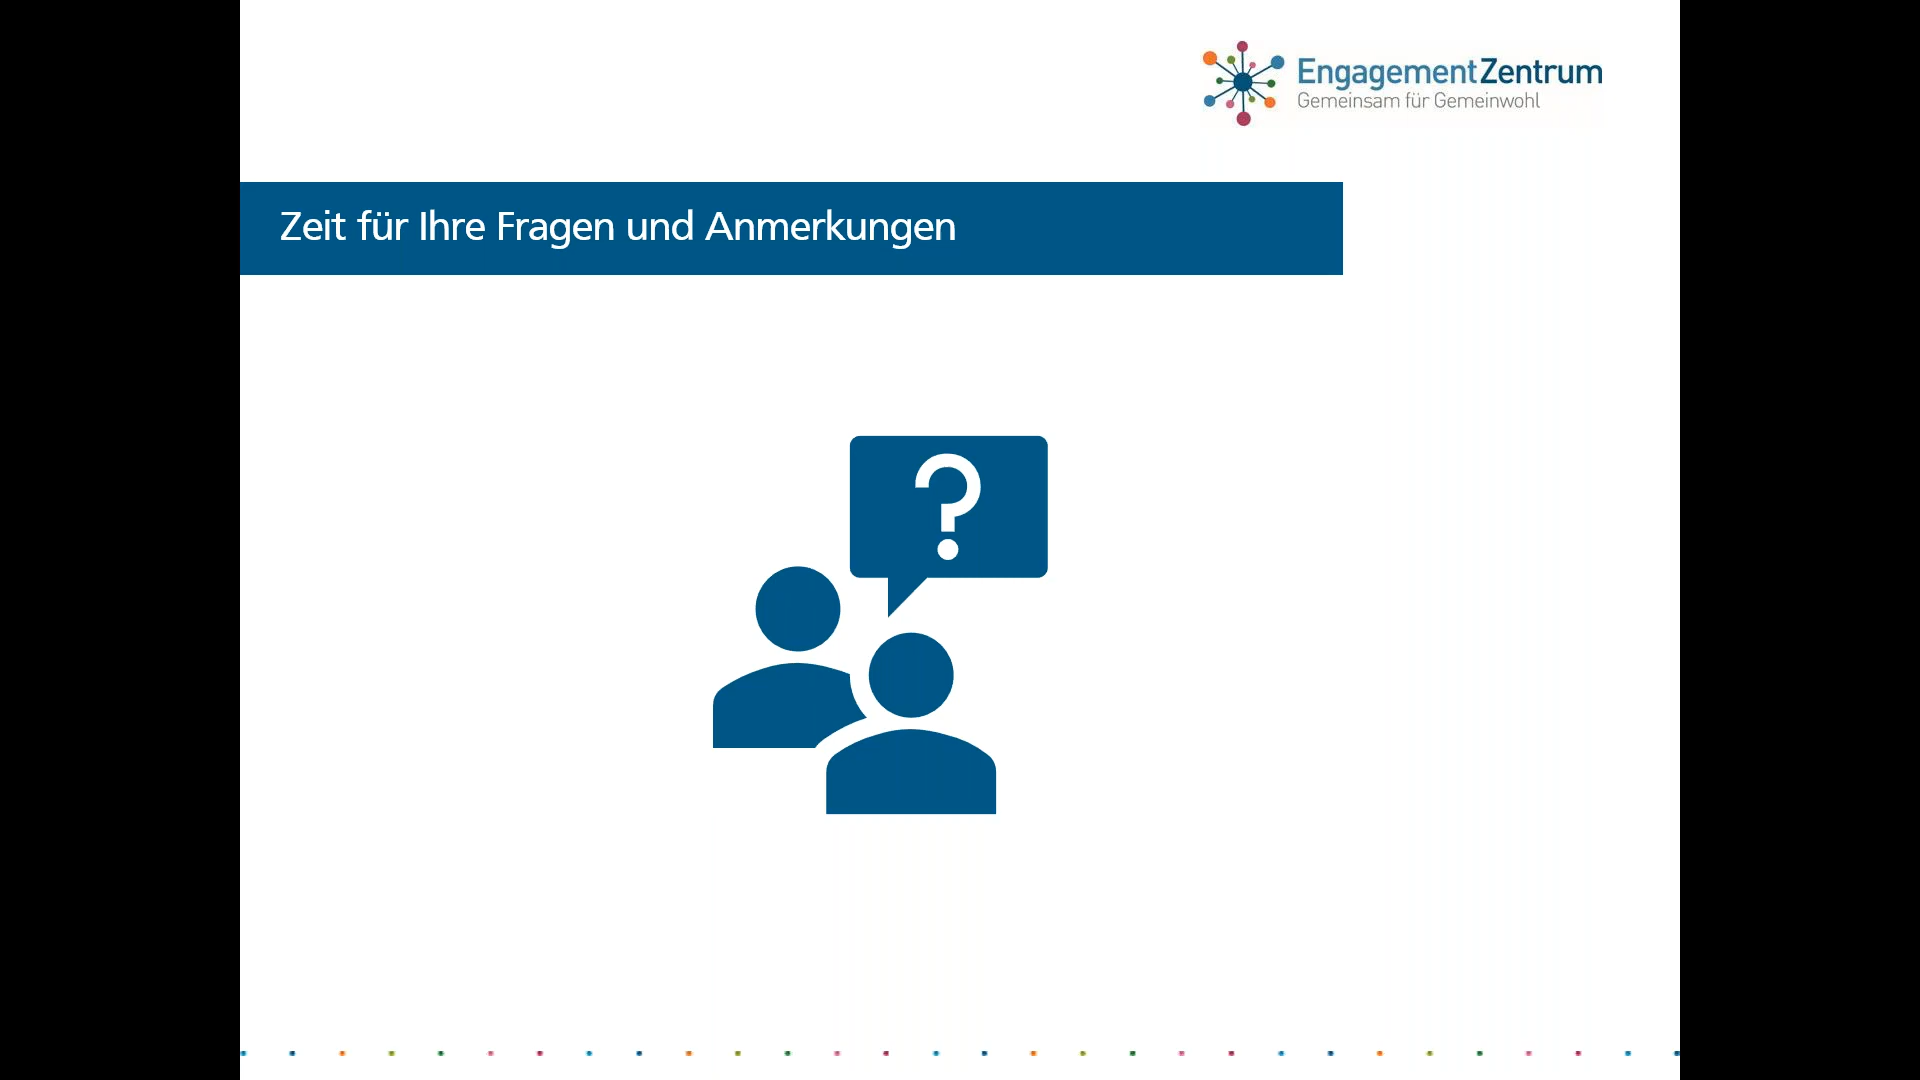 EngagementZentrum
Gemeinsam für Gemeinwohl
Zeit für Ihre Fragen und Anmerkungen
?